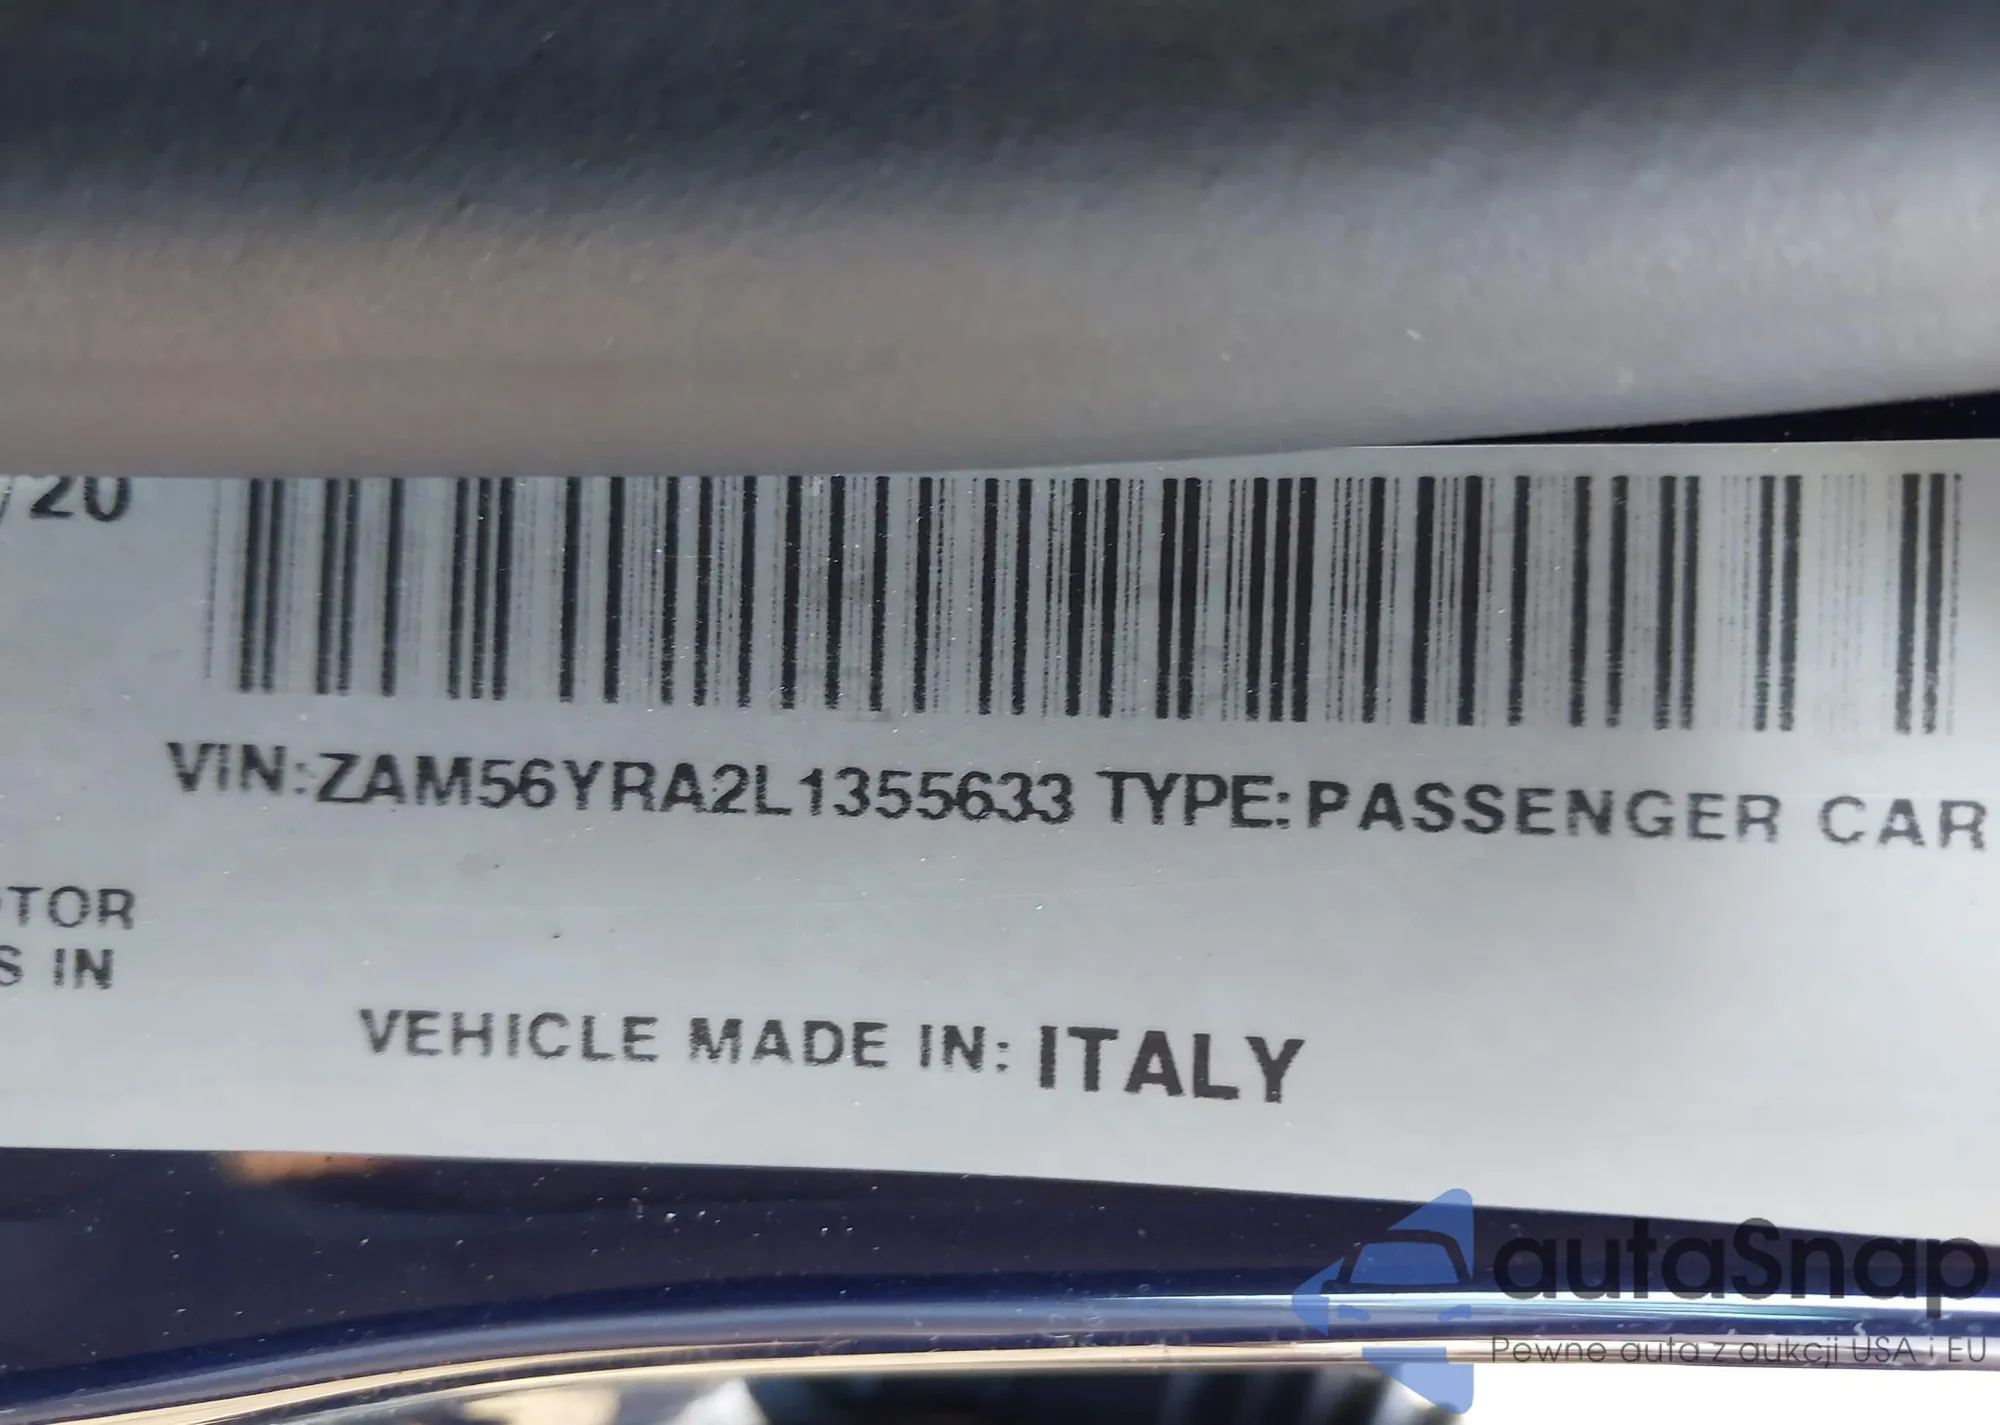 /20
VIN:ZAM56YRA2L1355633 TYPE:PASSENGER CAR
OTOR
S IN
VEHICLE MADE IN: ITALY
autaSnap
Pewne auta z aukcji USA i EU